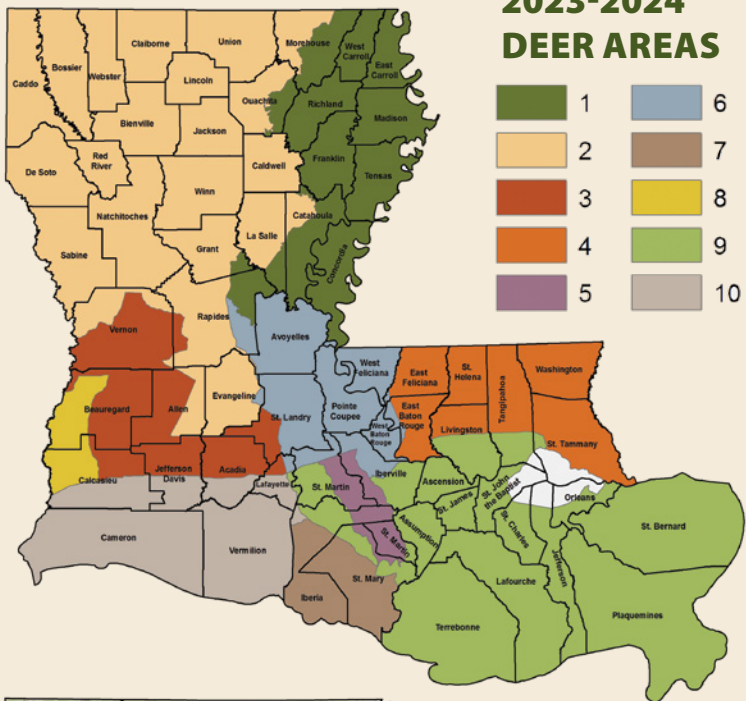 2023-2024
DEER AREAS
1
2
3
4
5
6
7
8
9
10
Caddo
Bossier
Webster
Claiborne
Union
Morehouse
West
Carroll
East
Carroll
Lincoln
Ouachita
Richland
Madison
Bienville
Jackson
De Soto
Red
River
Caldwell
Franklin
Tensas
Winn
Natchitoches
Catahoula
La Salle
Sabine
Grant
Concordia
Vernon
Rapides
Avoyelles
West
Feliciana
East
Feliciana
St.
Helena
Tangipahoa
Washington
Beauregard
Allen
Evangeline
St. Landry
Pointe
Coupee
West
Baton
Rouge
East
Baton
Rouge
Livingston
St. Tammany
Calcasieu
Jefferson
Davis
Acadia
Lafayette
St. Martin
Iberville
Ascension
St. James
St. John
the Baptist
Orleans
St. Bernard
Cameron
Vermilion
St. Martin
Assumption
St. Charles
Jefferson
Iberia
St. Mary
Terrebonne
Lafourche
Plaquemines